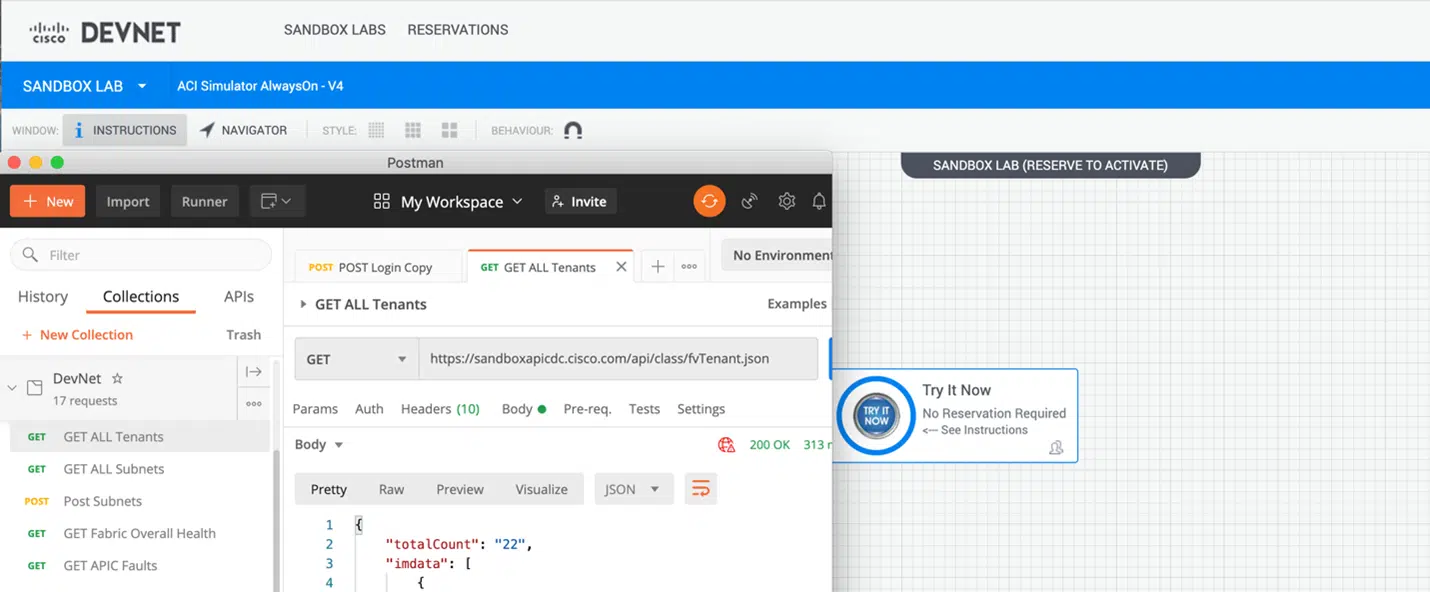 CISCO DEVNET SANDBOX LABS RESERVATIONS
SANDBOX LAB ACI Simulator AlwaysOn - V4
WINDOW: INSTRUCTIONS NAVIGATOR STYLE: BEHAVIOUR:
SANDBOX LAB (RESERVE TO ACTIVATE)
Postman
+ New Import Runner My Workspace Invite
Filter
POST POST Login Copy GET GET ALL Tenants No Environment
History Collections APIs
GET ALL Tenants Examples
+ New Collection Trash
GET https://sandboxapicdc.cisco.com/api/class/fvTenant.json
DevNet
17 requests
Params Auth Headers (10) Body Pre-req. Tests Settings
GET GET ALL Tenants
Body 200 OK 313
GET GET ALL Subnets
Pretty Raw Preview Visualize JSON
POST Post Subnets
GET GET Fabric Overall Health
GET GET APIC Faults
1 {
2 "totalCount": "22",
3 "imdata": [
4 {
TRY IT
NOW
Try It Now
No Reservation Required
<--- See Instructions